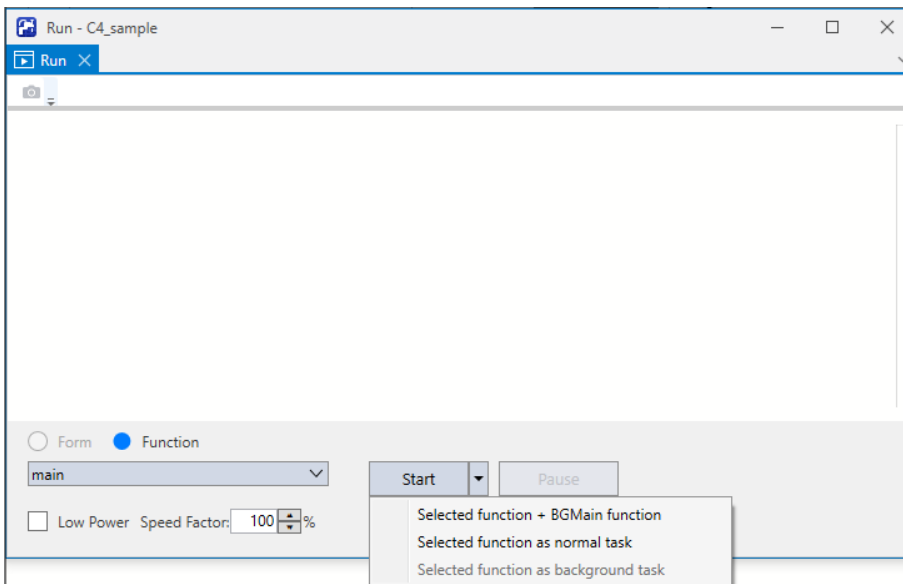 Run - C4_sample
Run
Form Function
main
Start Pause
Low Power Speed Factor: 100 %
Selected function + BGMain function
Selected function as normal task
Selected function as background task